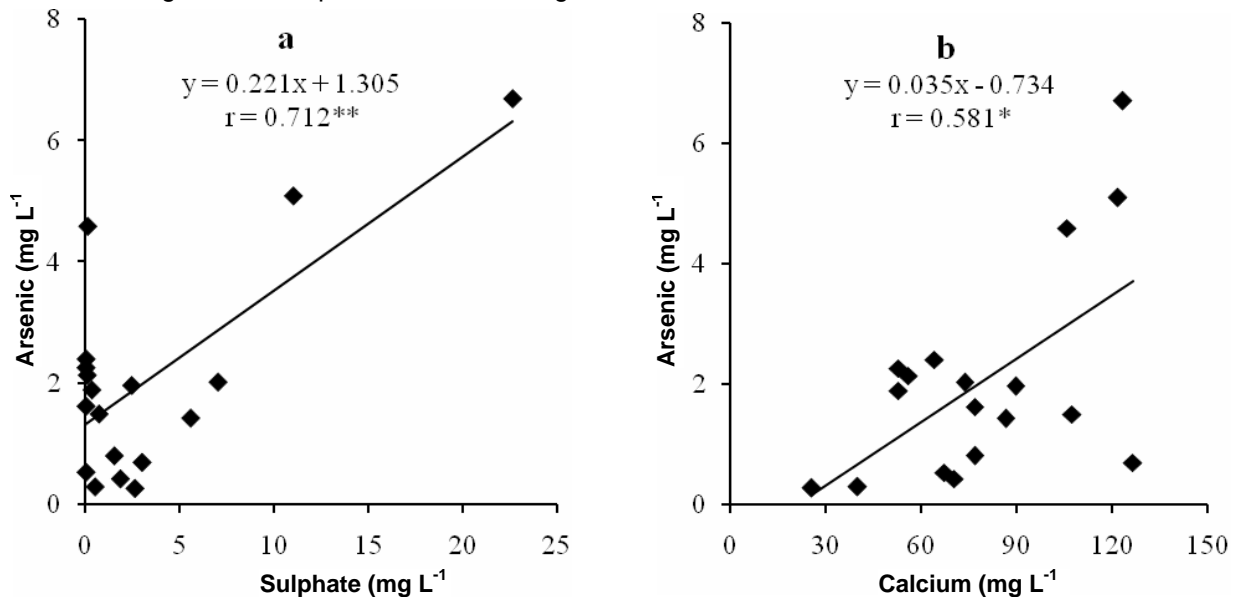 a
y = 0.221x + 1.305
r = 0.712**
8
6
4
2
0
Arsenic (mg L⁻¹)
0 5 10 15 20 25
Sulphate (mg L⁻¹)
b
y = 0.035x - 0.734
r = 0.581*
8
6
4
2
0
Arsenic (mg L⁻¹)
0 30 60 90 120 150
Calcium (mg L⁻¹